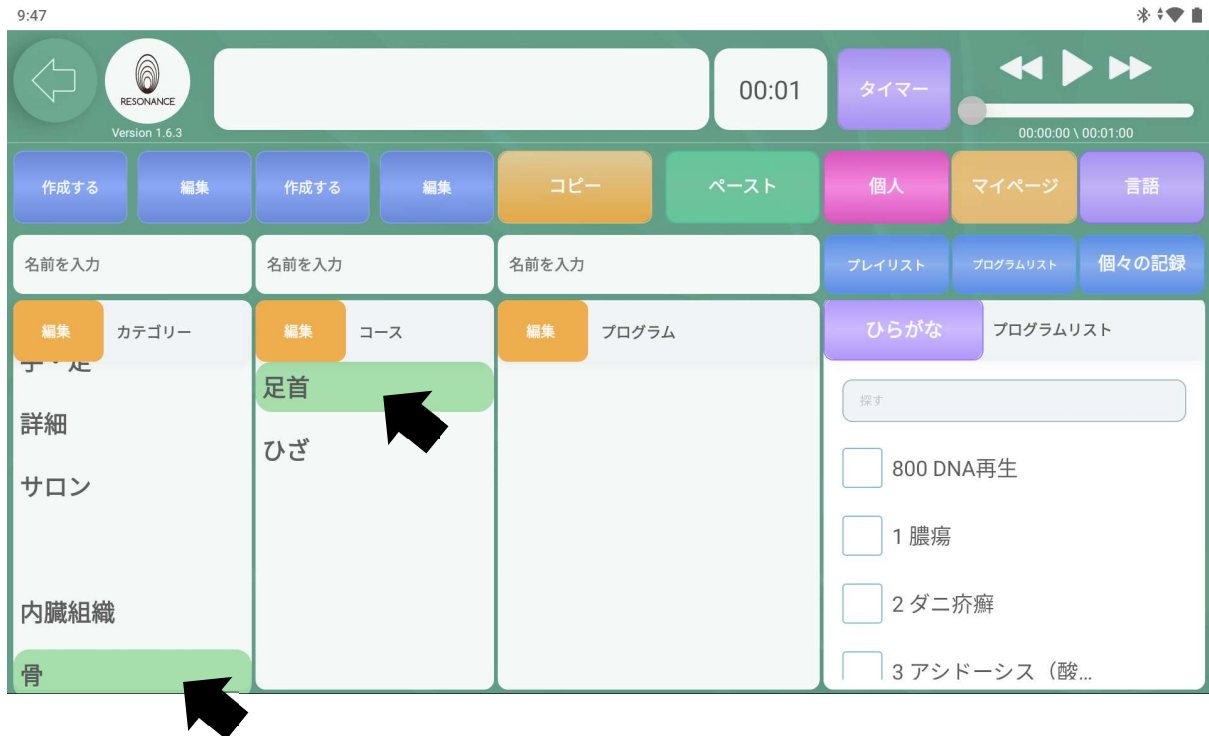 9:47
RESONANCE
Version 1.6.3
00:01
タイマー
00:00:00 \ 00:01:00
作成する
編集
作成する
編集
コピー
ペースト
個人
マイページ
言語
名前を入力
名前を入力
名前を入力
プレイリスト
プログラムリスト
個々の記録
編集
カテゴリー
編集
コース
編集
プログラム
ひらがな
プログラムリスト
手・足
詳細
サロン
内臓組織
骨
足首
ひざ
探す
800 DNA再生
1 膿瘍
2 ダニ疥癬
3 アシドーシス（酸...